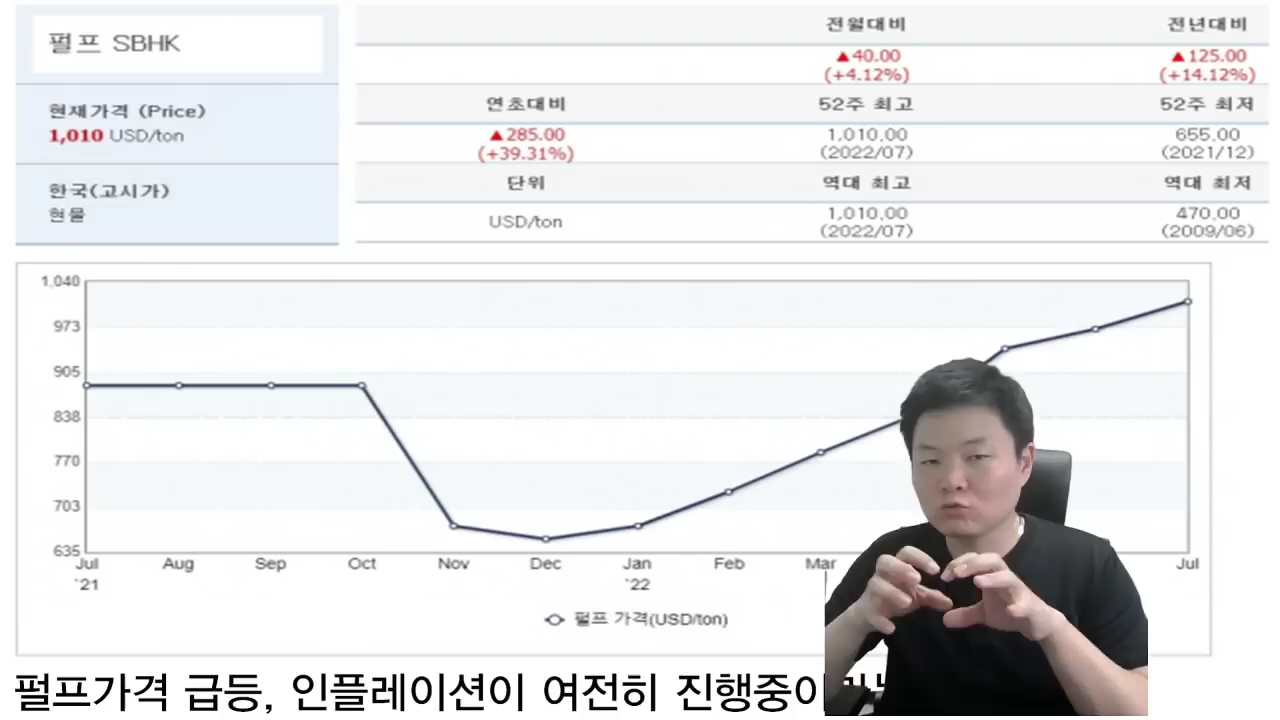 펄프 SBHK
현재가격 (Price)
1,010 USD/ton
한국(고시가)
현물
전월대비 전년대비
▲40.00 ▲125.00
(+4.12%) (+14.12%)
연초대비 52주 최고 52주 최저
▲285.00 1,010.00 655.00
(+39.31%) (2022/07) (2021/12)
단위 역대 최고 역대 최저
USD/ton 1,010.00 470.00
(2022/07) (2009/06)
1,040
973
905
838
770
703
635
Jul Aug Sep Oct Nov Dec Jan Feb Mar Jul
`21 `22
펄프 가격(USD/ton)
펄프가격 급등, 인플레이션이 여전히 진행중이